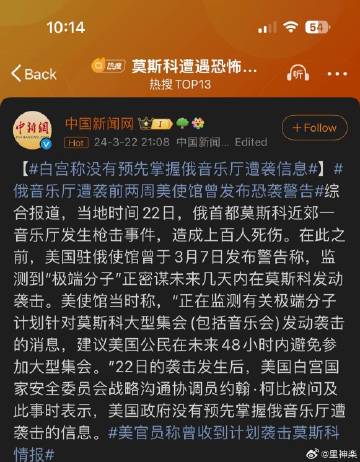 10:14
54
Back
热搜
莫斯科遭遇恐怖...
热搜 TOP13
听
中新網
中国新闻网
I
Hot
24-3-22 21:08
中国新闻...
Edited
+Follow
【#白宫称没有预先掌握俄音乐厅遭袭信息#】#
俄音乐厅遭袭前两周美使馆曾发布恐袭警告#综
合报道，当地时间22日，俄首都莫斯科近郊一
音乐厅发生枪击事件，造成上百人死伤。在此之
前，美国驻俄使馆曾于3月7日发布警告称，监
测到“极端分子”正密谋未来几天内在莫斯科发动
袭击。美使馆当时称，“正在监测有关极端分子
计划针对莫斯科大型集会(包括音乐会)发动袭击
的消息，建议美国公民在未来48小时内避免参
加大型集会。”22日的袭击发生后，美国白宫国
家安全委员会战略沟通协调员约翰·柯比被问及
此事时表示，美国政府没有预先掌握俄音乐厅遭
袭击的信息。#美官员称曾收到计划袭击莫斯科
情报#
@里神楽